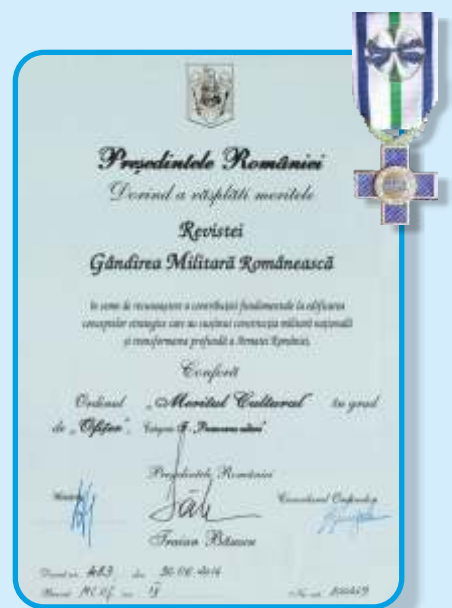 Președintele României
Dorind a răsplăti meritele
Revistei
Gândirea Militară Românească
în semn de recunoaștere a contribuției fundamentale la edificarea
conceptelor strategice care au susținut construcția militară națională
și transformarea profundă a Armatei României,
Conferă
Ordinul „Meritul Cultural” în grad
de „Ofițer”,
Președintele României
Traian Băsescu